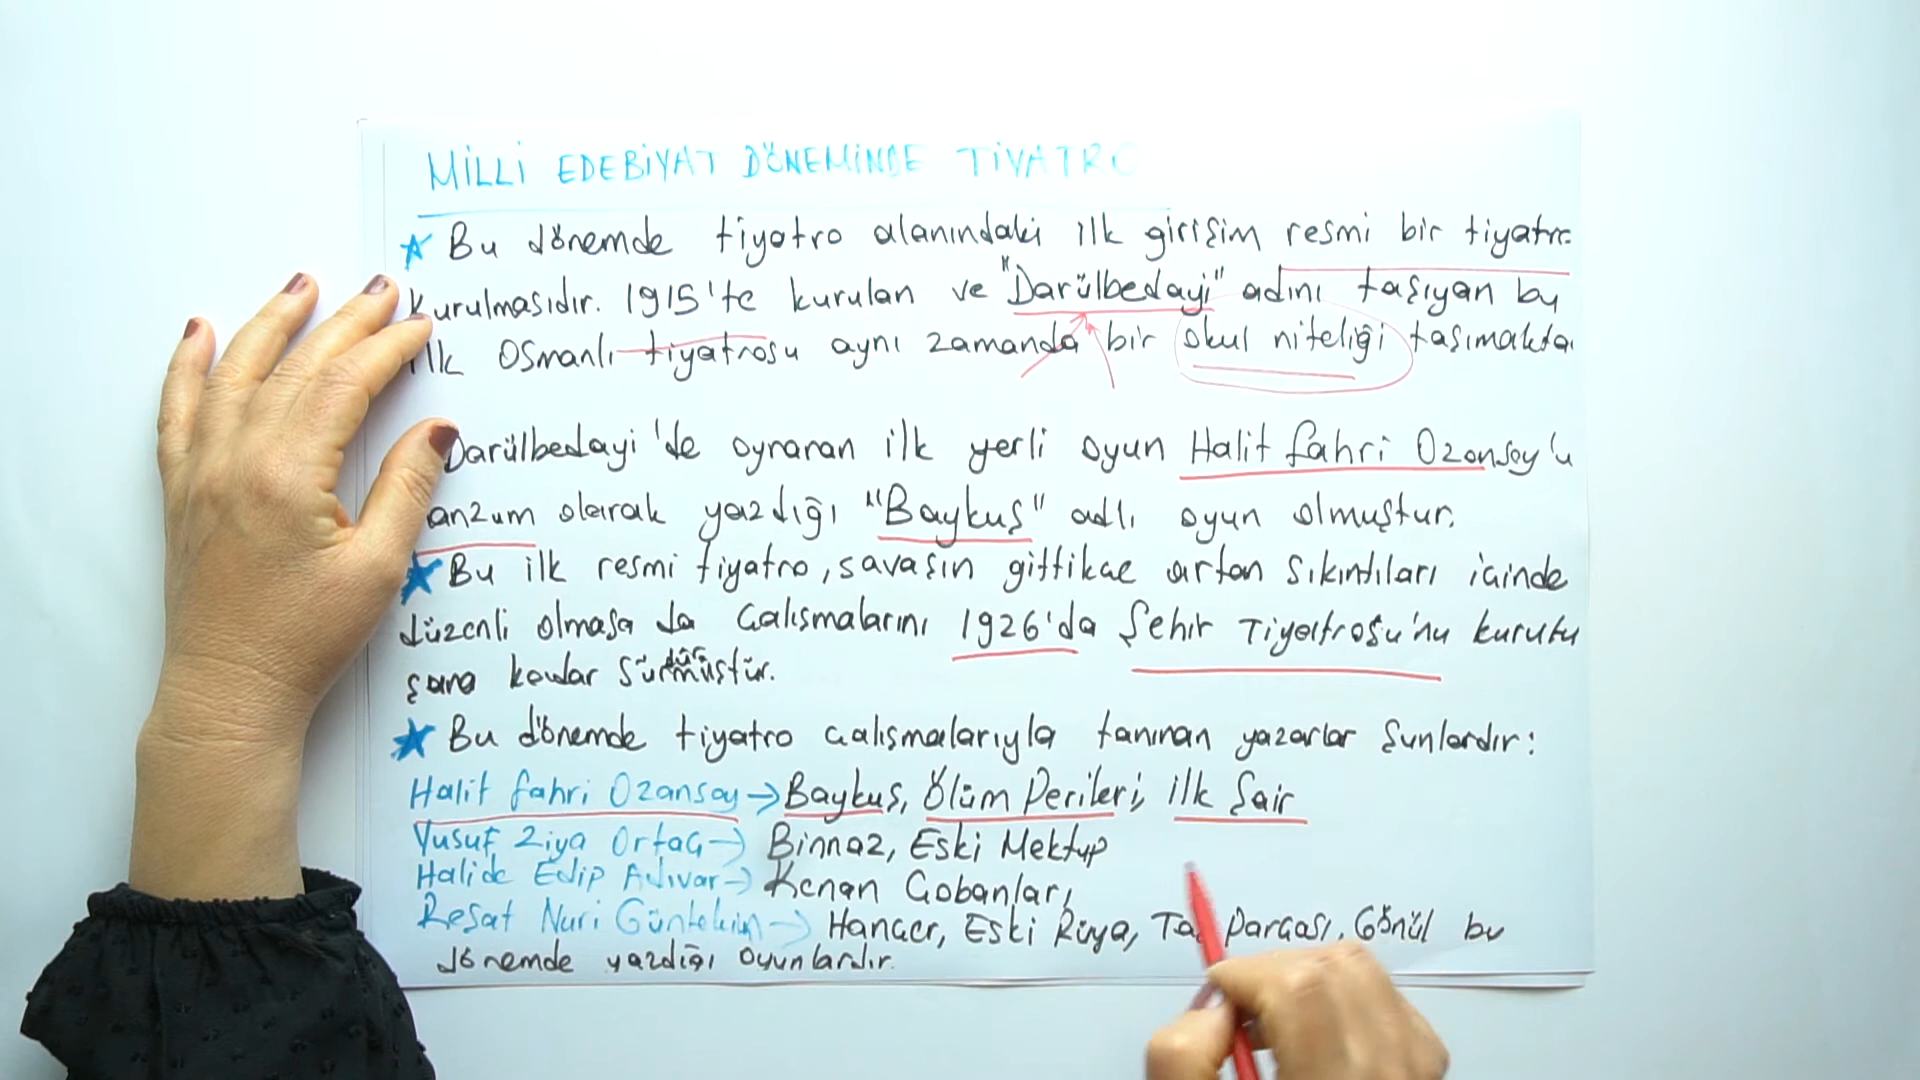 MİLLİ EDEBİYAT DÖNEMİNDE TİYATRO
Bu dönemde tiyatro alanındaki ilk girişim resmi bir tiyatro
kurulmasıdır. 1915'te kurulan ve "Darülbedayi" adını taşıyan bu
ilk Osmanlı tiyatrosu aynı zamanda bir okul niteliği taşımakta
Darülbedayi'de oynanan ilk yerli oyun Halit Fahri Ozansoy'u
anzum olarak yazdığı "Baykuş" adlı oyun olmuştur.
Bu ilk resmi tiyatro, savaşın gittikçe artan sıkıntıları içinde
düzenli olmasa da çalışmalarını 1926'da Şehir Tiyatrosu'nu kurulu
şuna kadar sürdürmüştür.
Bu dönemde tiyatro çalışmalarıyla tanınan yazarlar şunlardır:
Halit Fahri Ozansoy → Baykuş, Ölüm Perileri, İlk Şair
Yusuf Ziya Ortaç → Binnaz, Eski Mektup
Halide Edip Adıvar → Kenan Çobanları
Reşat Nuri Güntekin → Hançer, Eski Rüya, Taş Parçası, Gönül bu
dönemde yazdığı oyunlardır.